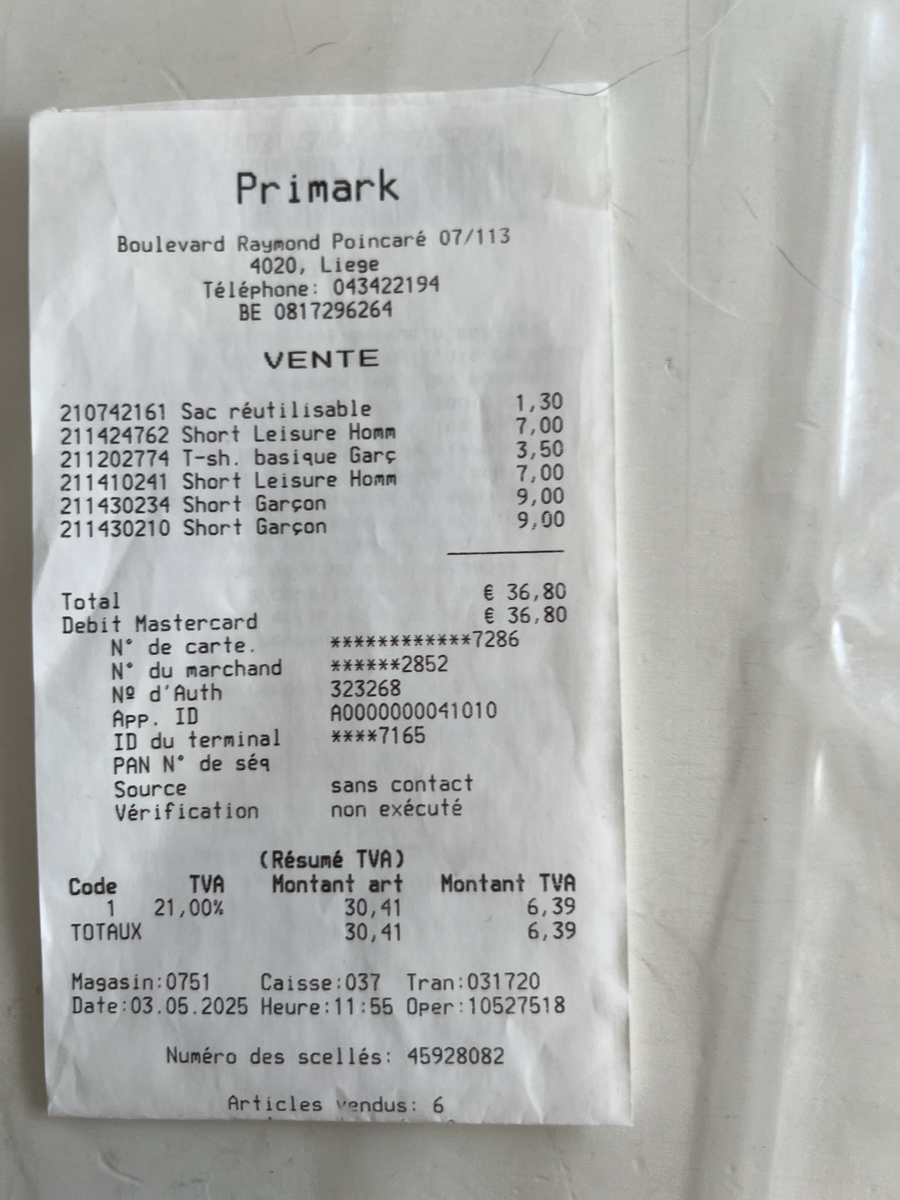 Primark
Boulevard Raymond Poincaré 07/113
4020, Liege
Téléphone: 043422194
BE 0817296264
VENTE
210742161 Sac réutilisable 1,30
211424762 Short Leisure Homm 7,00
211202774 T-sh. basique Garç 3,50
211410241 Short Leisure Homm 7,00
211430234 Short Garçon 9,00
211430210 Short Garçon 9,00
Total € 36,80
Debit Mastercard € 36,80
N° de carte. ************7286
N° du marchand ******2852
Nº d'Auth 323268
App. ID A0000000041010
ID du terminal ****7165
PAN N° de séq
Source sans contact
Vérification non exécuté
(Résumé TVA)
Code TVA Montant art Montant TVA
1 21,00% 30,41 6,39
TOTAUX 30,41 6,39
Magasin:0751 Caisse:037 Tran:031720
Date:03.05.2025 Heure:11:55 Oper:10527518
Numéro des scellés: 45928082
Articles vendus: 6